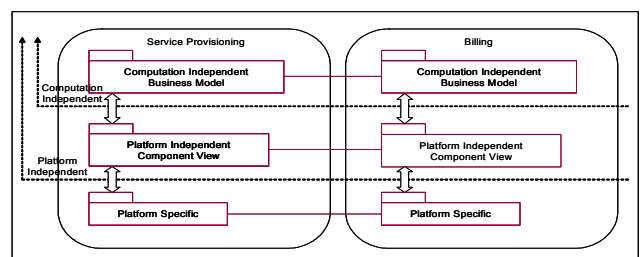 Service Provisioning
Billing
Computation Independent
Business Model
Computation Independent
Business Model
Computation
Independent
Platform Independent
Component View
Platform Independent
Component View
Platform
Independent
Platform Specific
Platform Specific